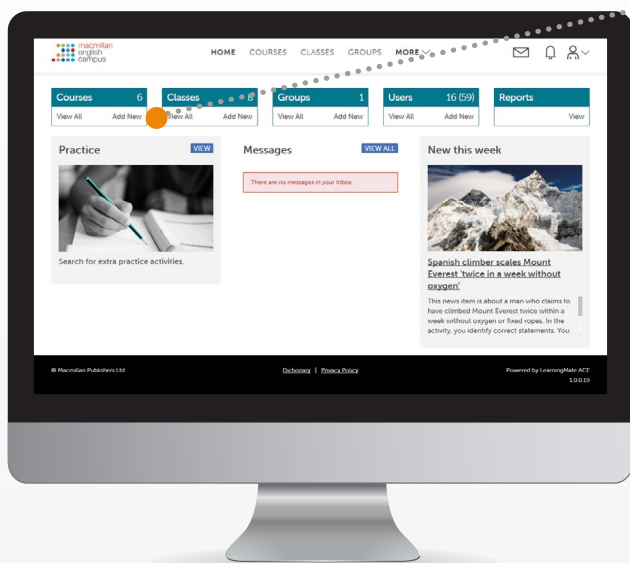 macmillan
english
campus
HOME COURSES CLASSES GROUPS MORE
Courses 6
View All Add New
Classes 8
View All Add New
Groups 1
View All Add New
Users 16 (59)
View All Add New
Reports
View
Practice VIEW
Search for extra practice activities.
Messages VIEW ALL
There are no messages in your Inbox.
New this week
Spanish climber scales Mount
Everest 'twice in a week without
oxygen'
This news item is about a man who claims to
have climbed Mount Everest twice within a
week without oxygen or fixed ropes. In the
activity, you identify correct statements. You
© Macmillan Publishers Ltd
Dictionary | Privacy Policy
Powered by LearningMate ACE
1.0.0.19